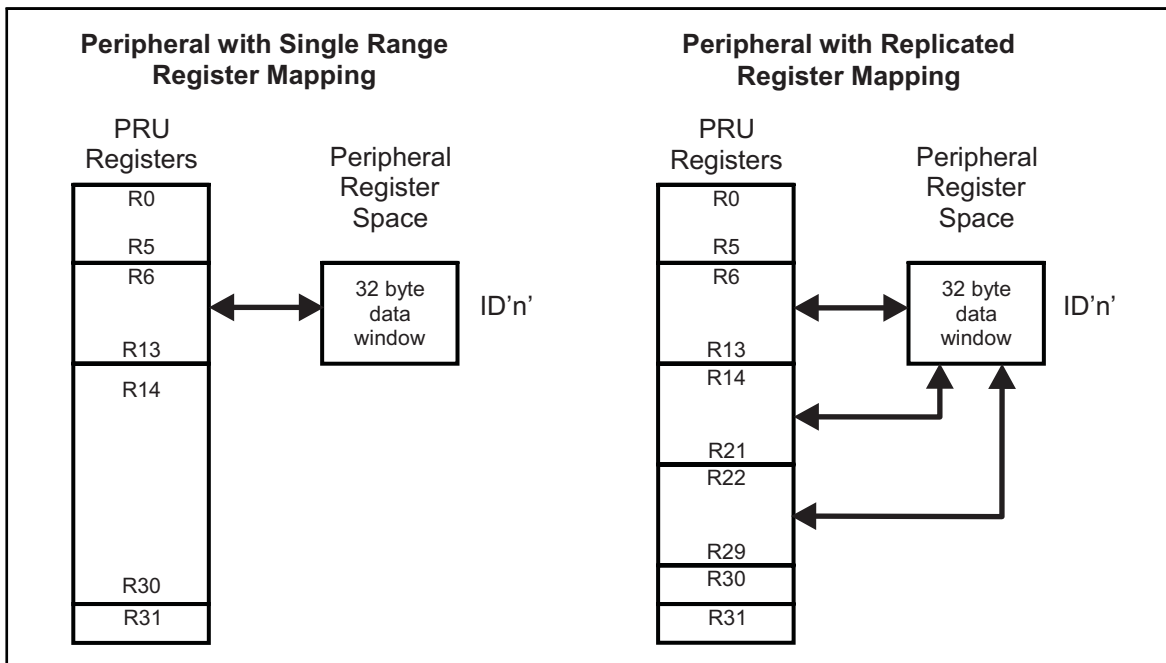 Peripheral with Single Range
Register Mapping
PRU
Registers
Peripheral
Register
Space
R0
R5
R6
R13
R14
R30
R31
32 byte
data
window
ID'n'
Peripheral with Replicated
Register Mapping
PRU
Registers
Peripheral
Register
Space
R0
R5
R6
R13
R14
R21
R22
R29
R30
R31
32 byte
data
window
ID'n'